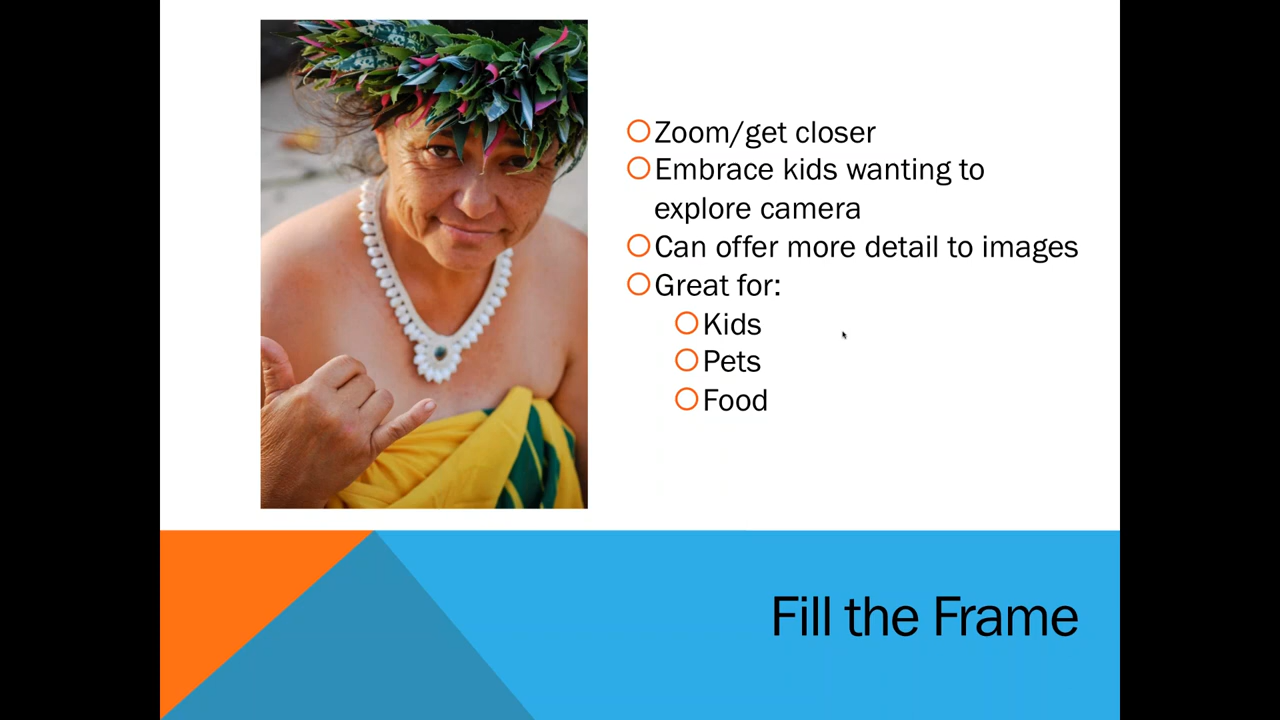 Zoom/get closer
Embrace kids wanting to
explore camera
Can offer more detail to images
Great for:
Kids
Pets
Food
Fill the Frame